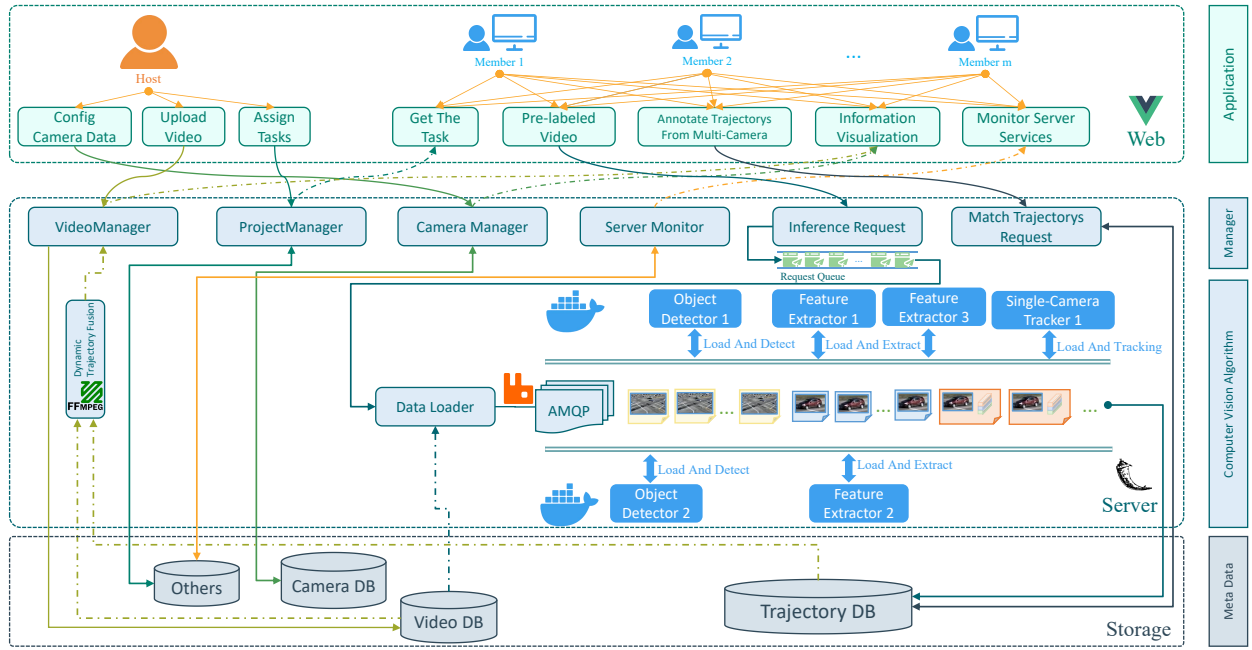 Host
Member 1
Member 2
...
Member m
Config
Camera Data
Upload
Video
Assign
Tasks
Get The
Task
Pre-labeled
Video
Annotate Trajectorys
From Multi-Camera
Information
Visualization
Monitor Server
Services
Web
Application
VideoManager
ProjectManager
Camera Manager
Server Monitor
Inference Request
Match Trajectorys
Request
Manager
...
Request Queue
Dynamic
Trajectory Fusion
FFMPEG
Object
Detector 1
Feature
Extractor 1
Feature
Extractor 3
Single-Camera
Tracker 1
Load And Detect
Load And Extract
Load And Tracking
Data Loader
AMQP
...
...
...
Load And Detect
Load And Extract
Object
Detector 2
Feature
Extractor 2
Server
Computer Vision Algorithm
Others
Camera DB
Video DB
Trajectory DB
Storage
Meta Data